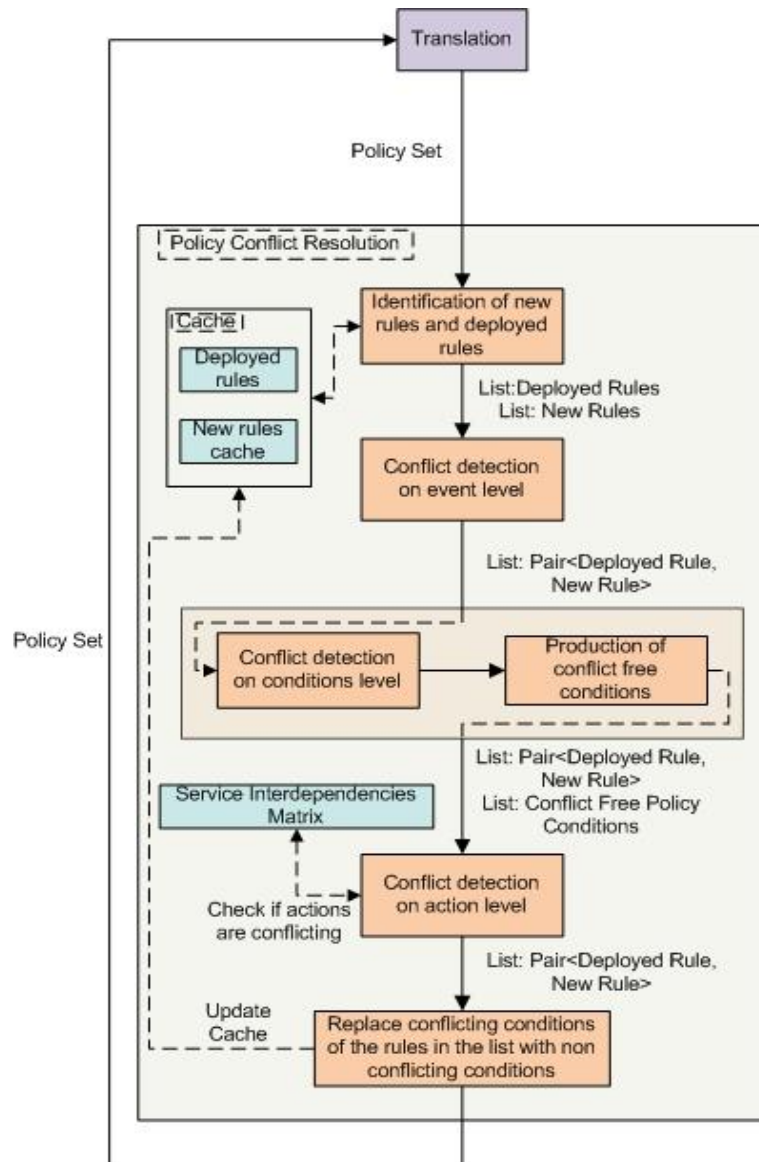 Translation
Policy Set
Policy Conflict Resolution
Identification of new
rules and deployed
rules
Cache
Deployed
rules
New rules
cache
List:Deployed Rules
List: New Rules
Conflict detection
on event level
List: Pair<Deployed Rule,
New Rule>
Policy Set
Conflict detection
on conditions level
Production of
conflict free
conditions
List: Pair<Deployed Rule,
New Rule>
List: Conflict Free Policy
Conditions
Service Interdependencies
Matrix
Conflict detection
on action level
Check if actions
are conflicting
List: Pair<Deployed Rule,
New Rule>
Update
Cache
Replace conflicting conditions
of the rules in the list with non
conflicting conditions